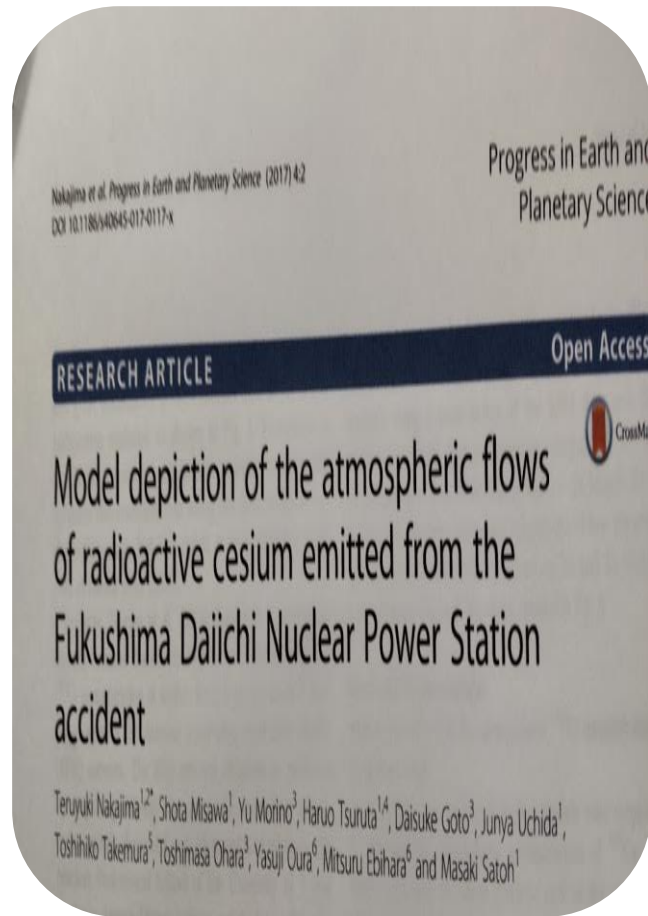 Nakajima et al. Progress in Earth and Planetary Science (2017) 4:2
DOI 10.1186/s40645-017-0117-x
Progress in Earth and
Planetary Science
RESEARCH ARTICLE
Open Access
CrossMa
Model depiction of the atmospheric flows
of radioactive cesium emitted from the
Fukushima Daiichi Nuclear Power Station
accident
Teruyuki Nakajima1,2*, Shota Misawa1, Yu Morino3, Haruo Tsuruta1,4, Daisuke Goto3, Junya Uchida1,
Toshihiko Takemura5, Toshimasa Ohara3, Yasuji Oura6, Mitsuru Ebihara6 and Masaki Satoh1